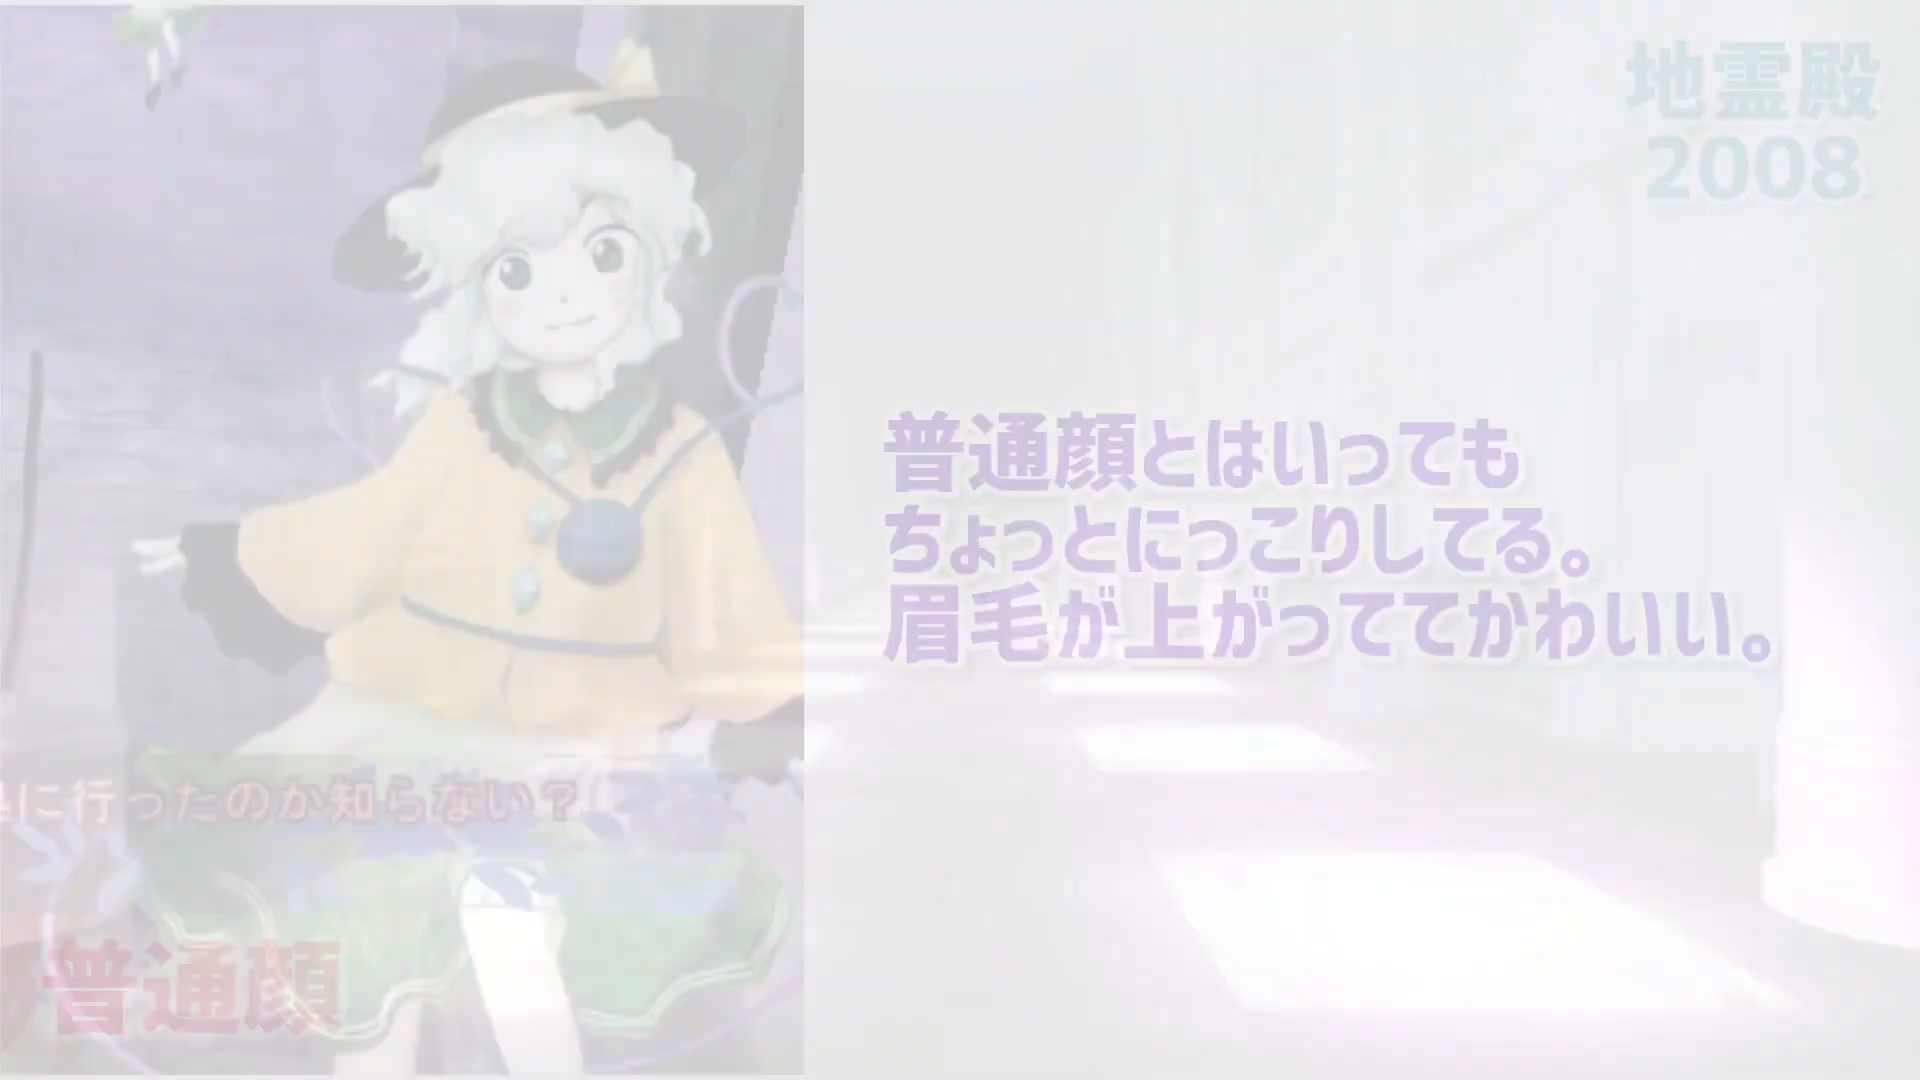 地霊殿
2008
普通顔とはいっても
ちょっとにっこりしてる。
眉毛が上がっててかわいい。
に行ったのか知らない？
普通顔